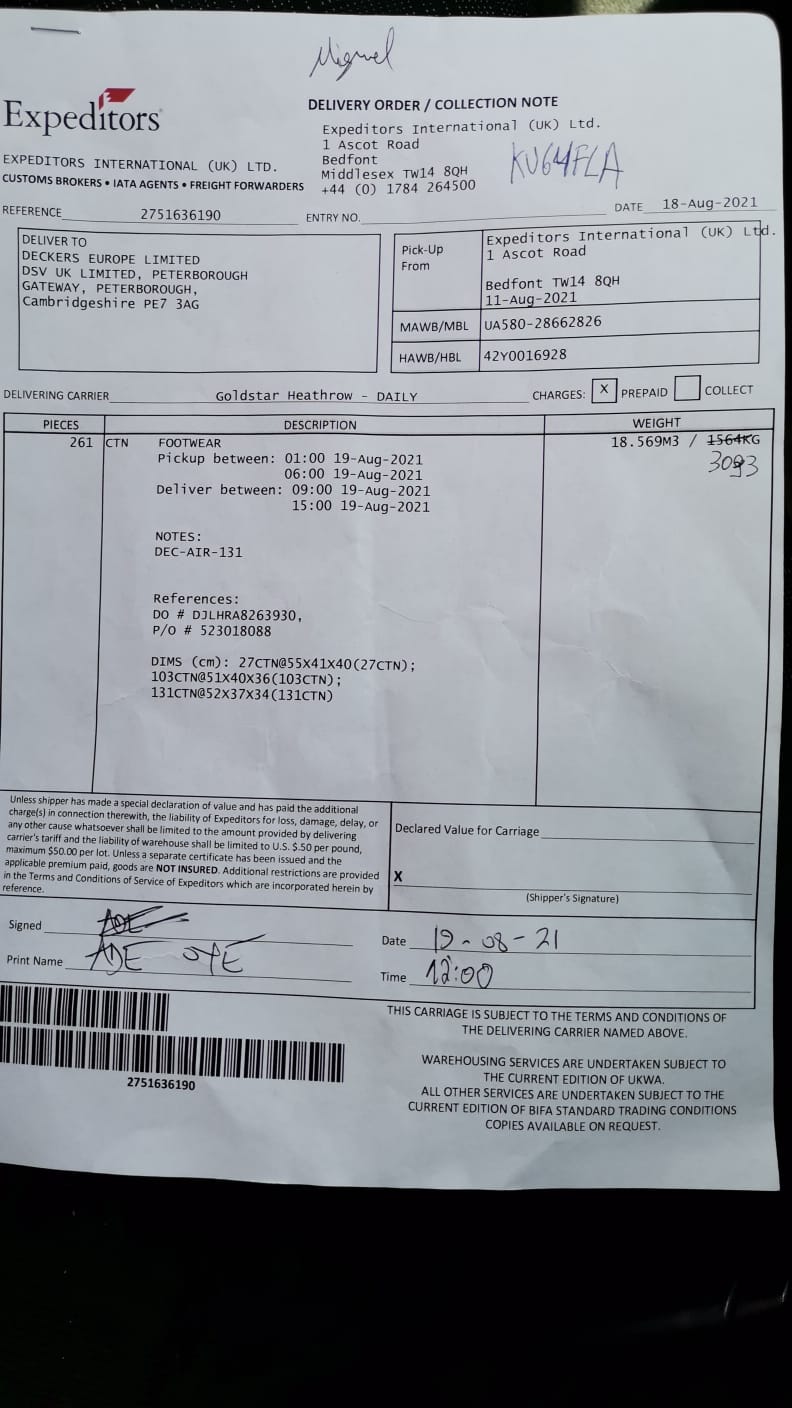 Miguel
Expeditors
EXPEDITORS INTERNATIONAL (UK) LTD.
CUSTOMS BROKERS • IATA AGENTS • FREIGHT FORWARDERS
DELIVERY ORDER / COLLECTION NOTE
Expeditors International (UK) Ltd.
1 Ascot Road
Bedfont
Middlesex TW14 8QH
+44 (0) 1784 264500
KU64FLA
REFERENCE 2751636190
ENTRY NO.
DATE 18-Aug-2021
DELIVER TO
DECKERS EUROPE LIMITED
DSV UK LIMITED, PETERBOROUGH
GATEWAY, PETERBOROUGH,
Cambridgeshire PE7 3AG
Pick-Up
From
Expeditors International (UK) Ltd.
1 Ascot Road
Bedfont TW14 8QH
11-Aug-2021
MAWB/MBL UA580-28662826
HAWB/HBL 42Y0016928
DELIVERING CARRIER Goldstar Heathrow - DAILY
CHARGES: X PREPAID COLLECT
PIECES DESCRIPTION WEIGHT
261 CTN FOOTWEAR 18.569M3 / 1564KG
3093
Pickup between: 01:00 19-Aug-2021
06:00 19-Aug-2021
Deliver between: 09:00 19-Aug-2021
15:00 19-Aug-2021
NOTES:
DEC-AIR-131
References:
DO # DJLHRA8263930,
P/O # 523018088
DIMS (cm): 27CTN@55X41X40(27CTN);
103CTN@51X40X36(103CTN);
131CTN@52X37X34(131CTN)
Unless shipper has made a special declaration of value and has paid the additional
charge(s) in connection therewith, the liability of Expeditors for loss, damage, delay, or
any other cause whatsoever shall be limited to the amount provided by delivering
carrier's tariff and the liability of warehouse shall be limited to U.S. $.50 per pound,
maximum $50.00 per lot. Unless a separate certificate has been issued and the
applicable premium paid, goods are NOT INSURED. Additional restrictions are provided
in the Terms and Conditions of Service of Expeditors which are incorporated herein by
reference.
Declared Value for Carriage
X
(Shipper's Signature)
Signed ADE
Print Name ADE OYE
Date 19-08-21
Time 12:00
2751636190
THIS CARRIAGE IS SUBJECT TO THE TERMS AND CONDITIONS OF
THE DELIVERING CARRIER NAMED ABOVE.
WAREHOUSING SERVICES ARE UNDERTAKEN SUBJECT TO
THE CURRENT EDITION OF UKWA.
ALL OTHER SERVICES ARE UNDERTAKEN SUBJECT TO THE
CURRENT EDITION OF BIFA STANDARD TRADING CONDITIONS
COPIES AVAILABLE ON REQUEST.